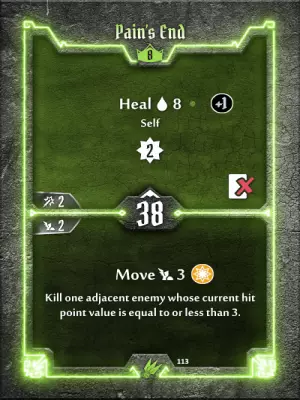 Pain's End
8
Heal 8 +1
Self
2
2
38
2
Move 3
Kill one adjacent enemy whose current hit
point value is equal to or less than 3.
113